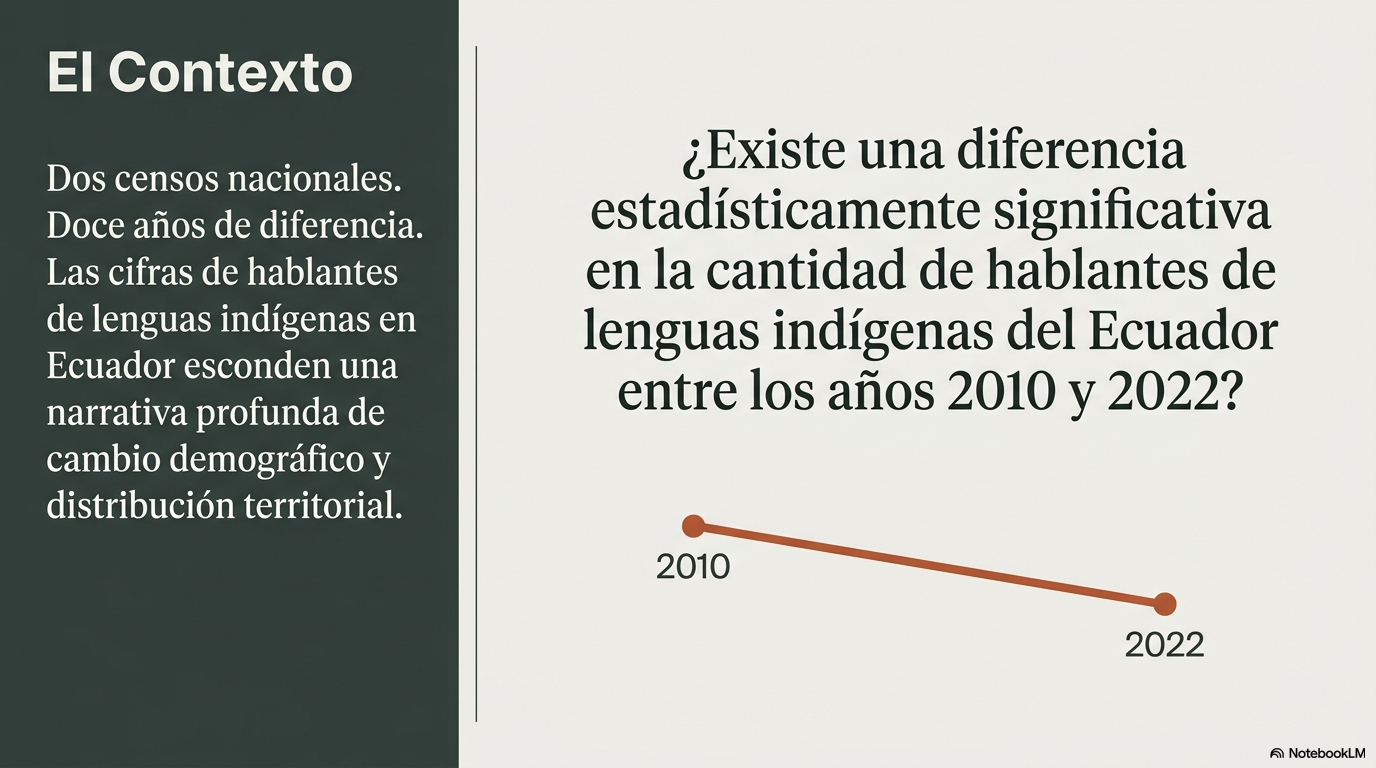 El Contexto
Dos censos nacionales.
Doce años de diferencia.
Las cifras de hablantes
de lenguas indígenas en
Ecuador esconden una
narrativa profunda de
cambio demográfico y
distribución territorial.
¿Existe una diferencia
estadísticamente significativa
en la cantidad de hablantes de
lenguas indígenas del Ecuador
entre los años 2010 y 2022?
2010
2022
NotebookLM